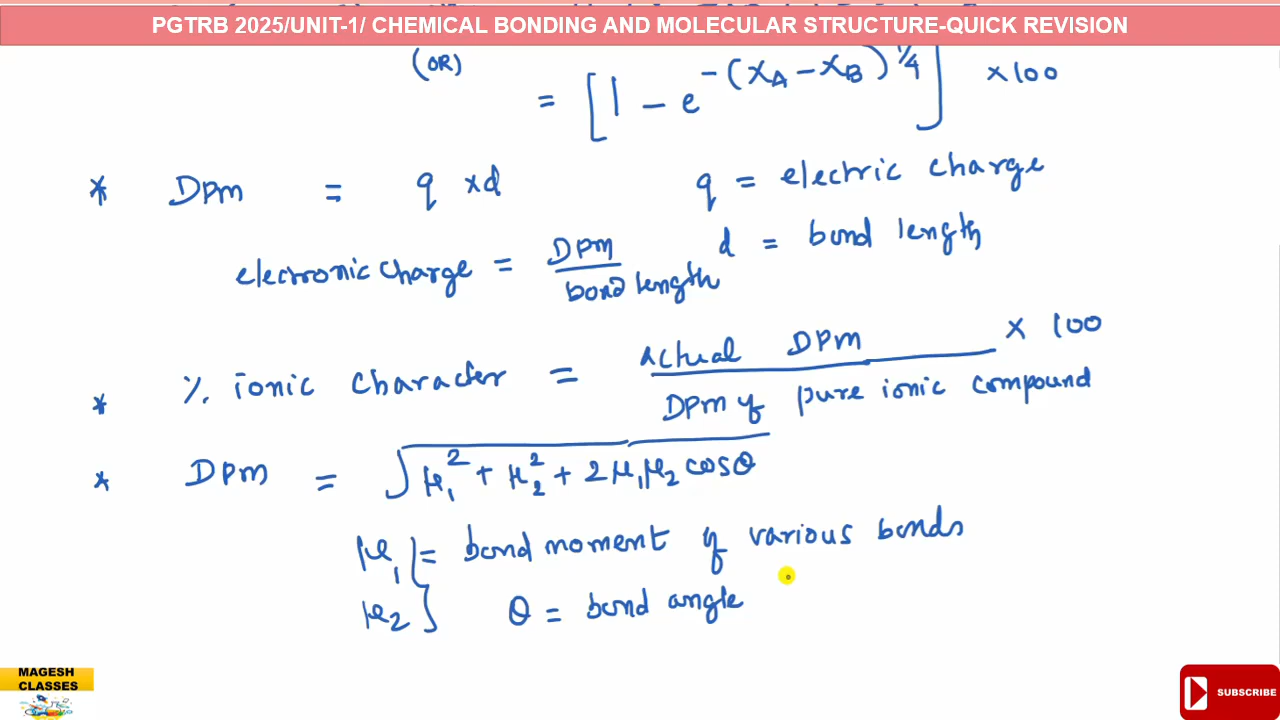 PGTRB 2025/UNIT-1/ CHEMICAL BONDING AND MOLECULAR STRUCTURE-QUICK REVISION
(OR)
= [1 - e^-(XA - XB)^1/4] x100
* DPM = q xd q = electric charge
d = bond length
electronic charge = DPM / bond length
* % ionic character = Actual DPM / DPM of pure ionic compound x 100
* DPM = √μ1² + μ2² + 2μ1μ2 cosθ
μ1 } = bond moment of various bonds
μ2 } θ = bond angle
MAGESH
CLASSES
SUBSCRIBE